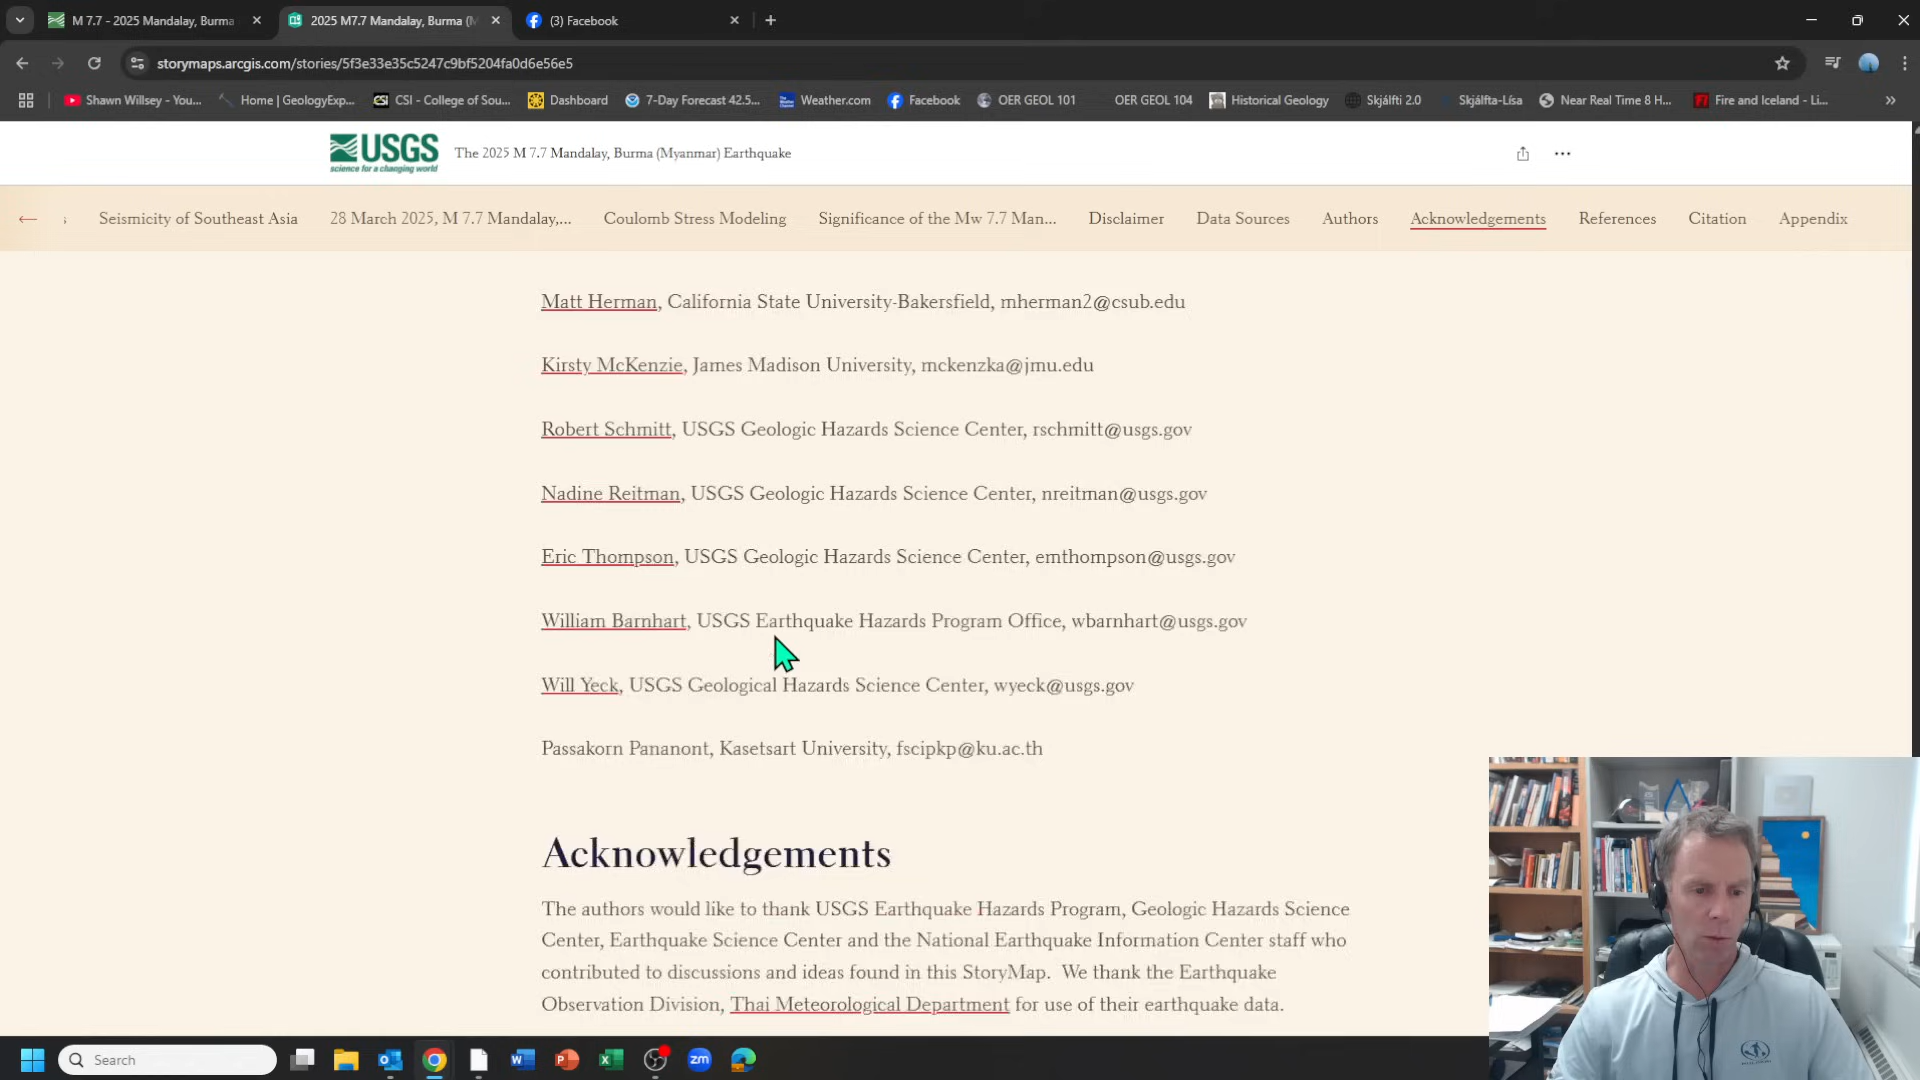 M 7.7 - 2025 Mandalay, Burma
2025 M7.7 Mandalay, Burma (M
(3) Facebook
storymaps.arcgis.com/stories/5f3e33e35c5247c9bf5204fa0d6e56e5
Shawn Willsey - You...
Home | GeologyExp...
CSI - College of Sou...
Dashboard
7-Day Forecast 42.5...
Weather.com
Facebook
OER GEOL 101
OER GEOL 104
Historical Geology
Skjálfti 2.0
Skjálfta-Lísa
Near Real Time 8 H...
Fire and Iceland - Li...
USGS
science for a changing world
The 2025 M 7.7 Mandalay, Burma (Myanmar) Earthquake
s
Seismicity of Southeast Asia
28 March 2025, M 7.7 Mandalay,...
Coulomb Stress Modeling
Significance of the Mw 7.7 Man...
Disclaimer
Data Sources
Authors
Acknowledgements
References
Citation
Appendix
Matt Herman, California State University-Bakersfield, mherman2@csub.edu
Kirsty McKenzie, James Madison University, mckenzka@jmu.edu
Robert Schmitt, USGS Geologic Hazards Science Center, rschmitt@usgs.gov
Nadine Reitman, USGS Geologic Hazards Science Center, nreitman@usgs.gov
Eric Thompson, USGS Geologic Hazards Science Center, emthompson@usgs.gov
William Barnhart, USGS Earthquake Hazards Program Office, wbarnhart@usgs.gov
Will Yeck, USGS Geological Hazards Science Center, wyeck@usgs.gov
Passakorn Pananont, Kasetsart University, fscipkp@ku.ac.th
Acknowledgements
The authors would like to thank USGS Earthquake Hazards Program, Geologic Hazards Science
Center, Earthquake Science Center and the National Earthquake Information Center staff who
contributed to discussions and ideas found in this StoryMap. We thank the Earthquake
Observation Division, Thai Meteorological Department for use of their earthquake data.
Search
zm